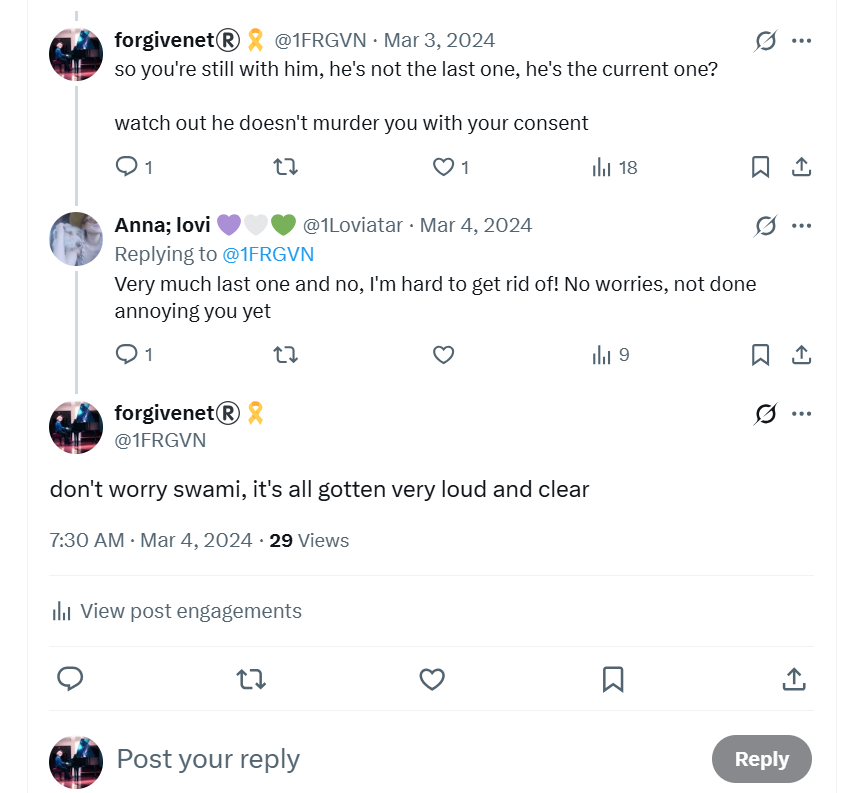 forgivenet® 🎗️ @1FRGVN · Mar 3, 2024
so you're still with him, he's not the last one, he's the current one?
watch out he doesn't murder you with your consent
1 1 18
Anna; lovi 💜🤍💚 @1Loviatar · Mar 4, 2024
Replying to @1FRGVN
Very much last one and no, I'm hard to get rid of! No worries, not done
annoying you yet
1 9
forgivenet® 🎗️
@1FRGVN
don't worry swami, it's all gotten very loud and clear
7:30 AM · Mar 4, 2024 · 29 Views
View post engagements
Post your reply
Reply